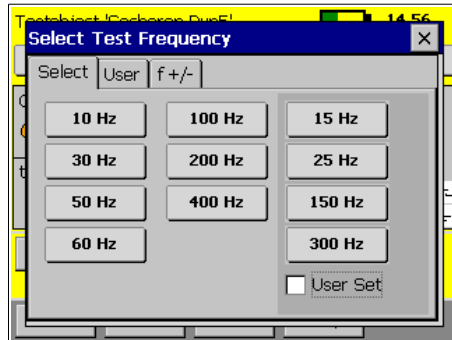 14.56
Select Test Frequency
Select User f +/-
10 Hz 100 Hz 15 Hz
30 Hz 200 Hz 25 Hz
50 Hz 400 Hz 150 Hz
60 Hz 300 Hz
User Set